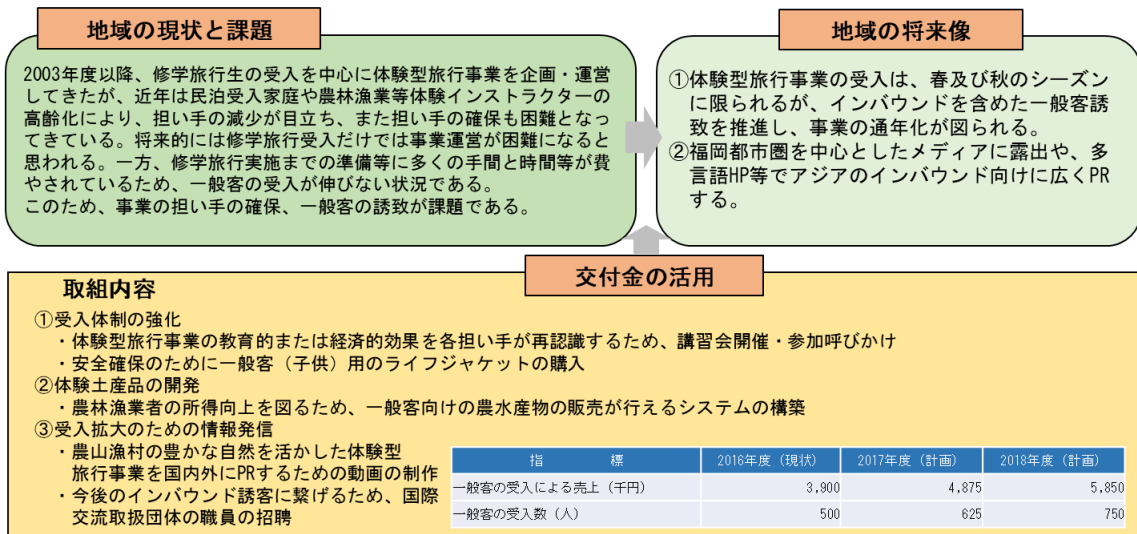 地域の現状と課題
2003年度以降、修学旅行生の受入を中心に体験型旅行事業を企画・運営
してきたが、近年は民泊受入家庭や農林漁業等体験インストラクターの
高齢化により、担い手の減少が目立ち、また担い手の確保も困難となっ
てきている。将来的には修学旅行受入だけでは事業運営が困難になると
思われる。一方、修学旅行実施までの準備等に多くの手間と時間等が費
やされているため、一般客の受入が伸びない状況である。
このため、事業の担い手の確保、一般客の誘致が課題である。
地域の将来像
①体験型旅行事業の受入は、春及び秋のシーズン
に限られるが、インバウンドを含めた一般客誘
致を推進し、事業の通年化が図られる。
②福岡都市圏を中心としたメディアに露出や、多
言語HP等でアジアのインバウンド向けに広くPR
する。
交付金の活用
取組内容
①受入体制の強化
・体験型旅行事業の教育的または経済的効果を各担い手が再認識するため、講習会開催・参加呼びかけ
・安全確保のために一般客（子供）用のライフジャケットの購入
②体験土産品の開発
・農林漁業者の所得向上を図るため、一般客向けの農水産物の販売が行えるシステムの構築
③受入拡大のための情報発信
・農山漁村の豊かな自然を活かした体験型
旅行事業を国内外にPRするための動画の制作
・今後のインバウンド誘客に繋げるため、国際
交流取扱団体の職員の招聘
指　　　標 2016年度（現状） 2017年度（計画） 2018年度（計画）
一般客の受入による売上（千円） 3,900 4,875 5,850
一般客の受入数（人） 500 625 750